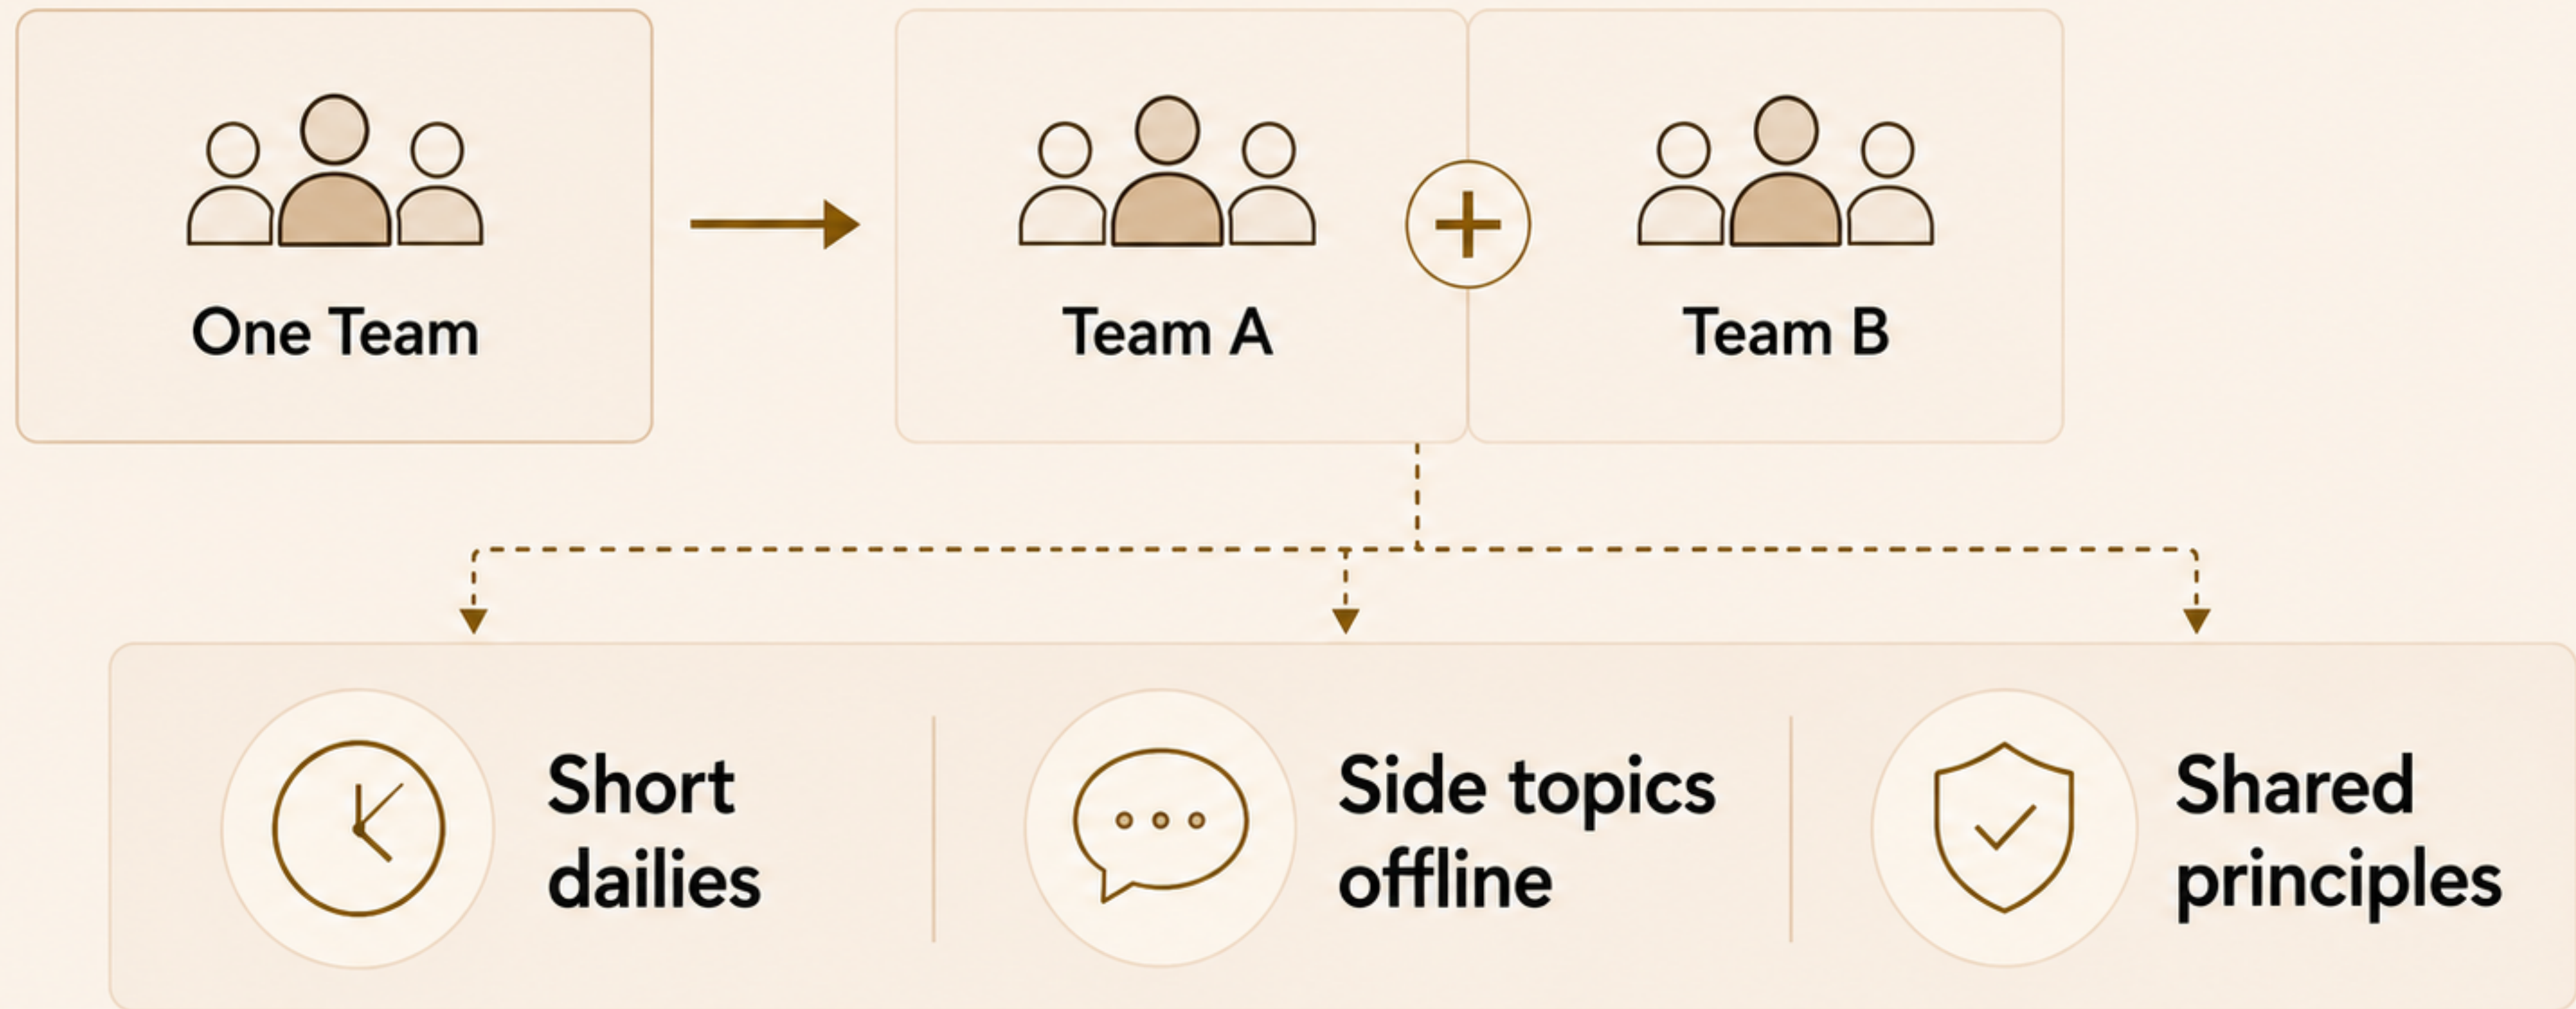 One Team
Team A
Team B
Short
dailies
Side topics
offline
Shared
principles